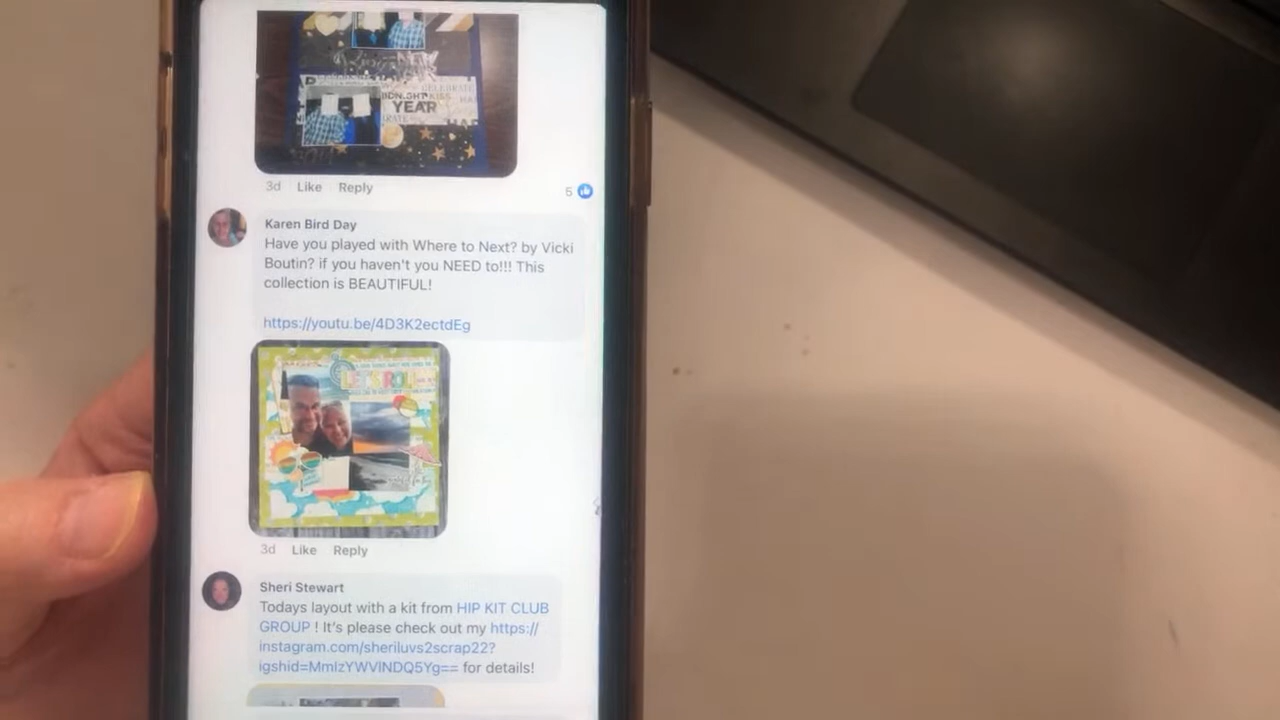 CELEBRATE
MIDNIGHT KISS
YEAR
3d Like Reply
5
Karen Bird Day
Have you played with Where to Next? by Vicki
Boutin? if you haven't you NEED to!!! This
collection is BEAUTIFUL!
https://youtu.be/4D3K2ectdEg
LET'S ROLL
3d Like Reply
Sheri Stewart
Todays layout with a kit from HIP KIT CLUB
GROUP ! It's please check out my https://
instagram.com/sheriluvs2scrap22?
igshid=MmIzYWVlNDQ5Yg== for details!